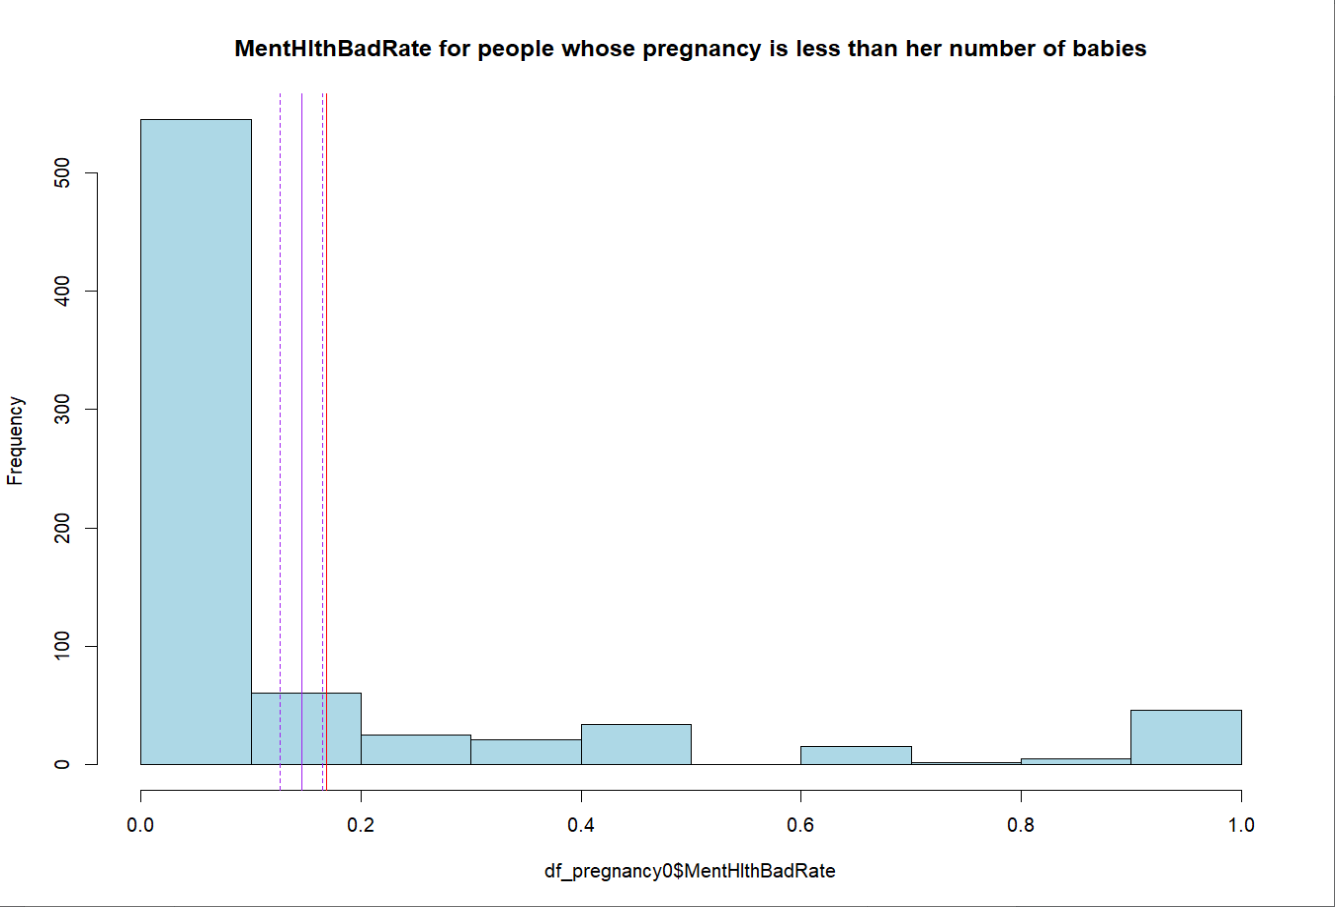 MentHlthBadRate for people whose pregnancy is less than her number of babies
Frequency
500
400
300
200
100
0
0.0 0.2 0.4 0.6 0.8 1.0
df_pregnancy0$MentHlthBadRate